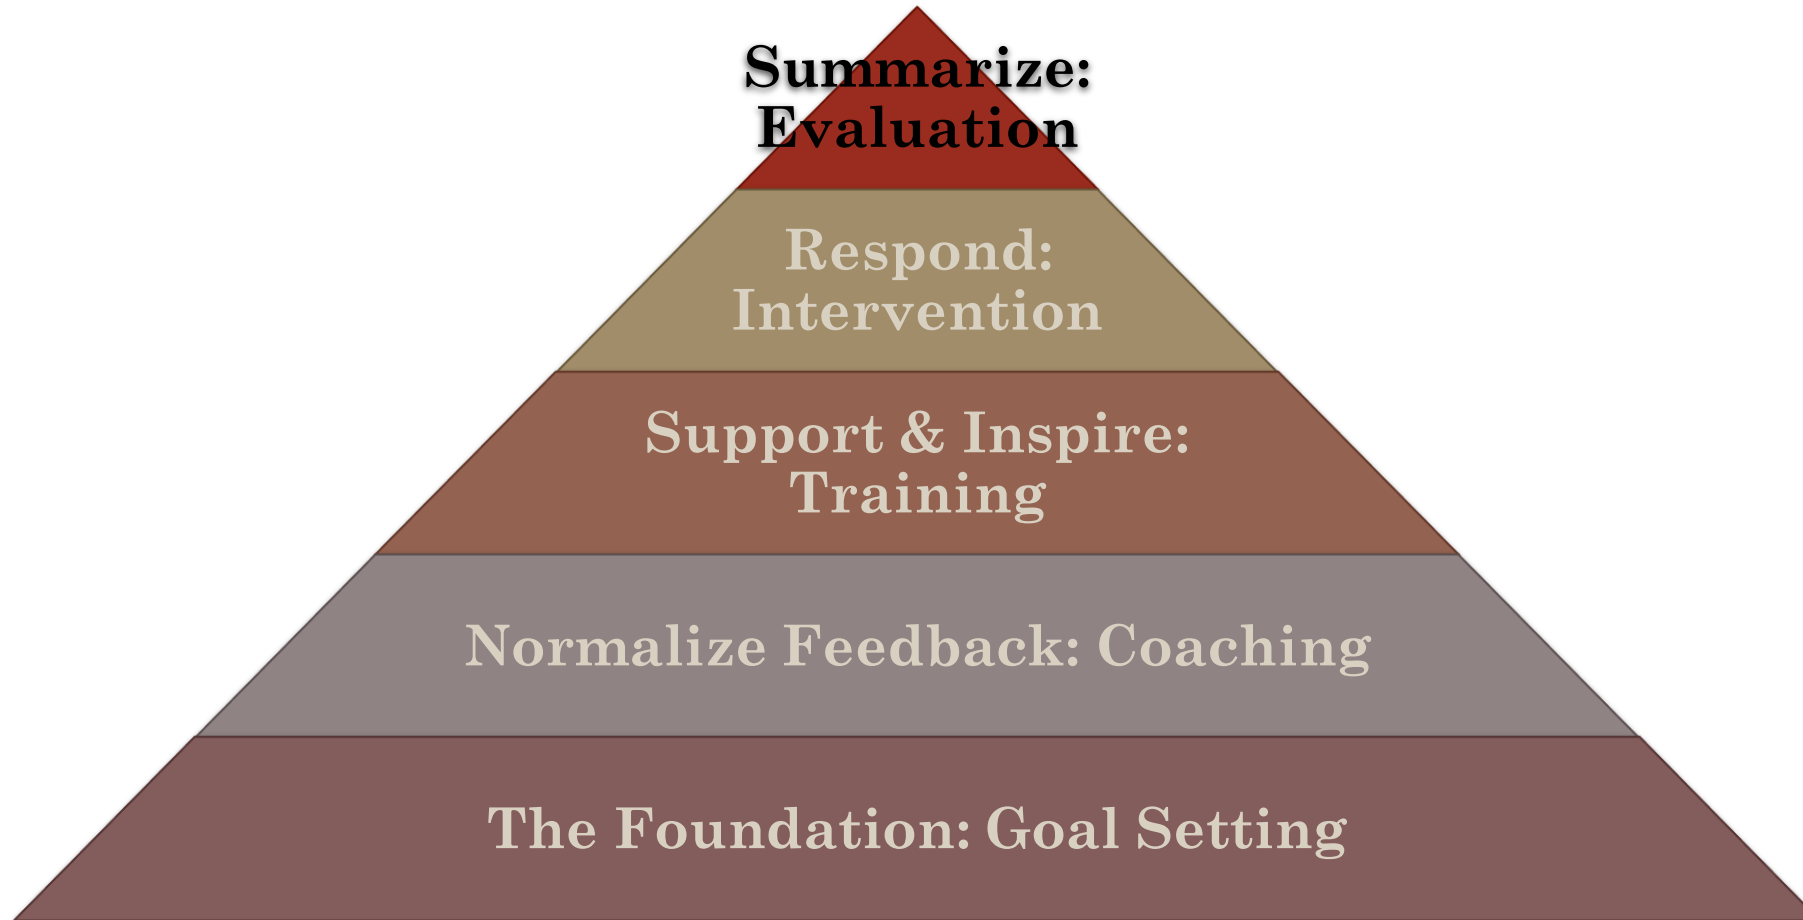 Summarize:
Evaluation
Respond:
Intervention
Support & Inspire:
Training
Normalize Feedback: Coaching
The Foundation: Goal Setting